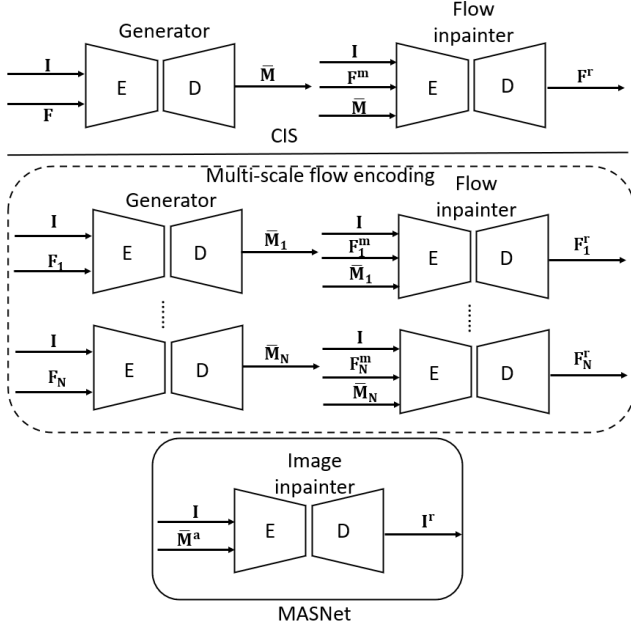 Generator
Flow
inpainter
I
F
E
D
M̅
I
Fᵐ
M̅
E
D
Fʳ
CIS
Multi-scale flow encoding
Generator
Flow
inpainter
I
F₁
E
D
M̅₁
I
F₁ᵐ
M̅₁
E
D
F₁ʳ
I
F_N
E
D
M̅_N
I
F_Nᵐ
M̅_N
E
D
F_Nʳ
Image
inpainter
I
M̅ᵃ
E
D
Iʳ
MASNet